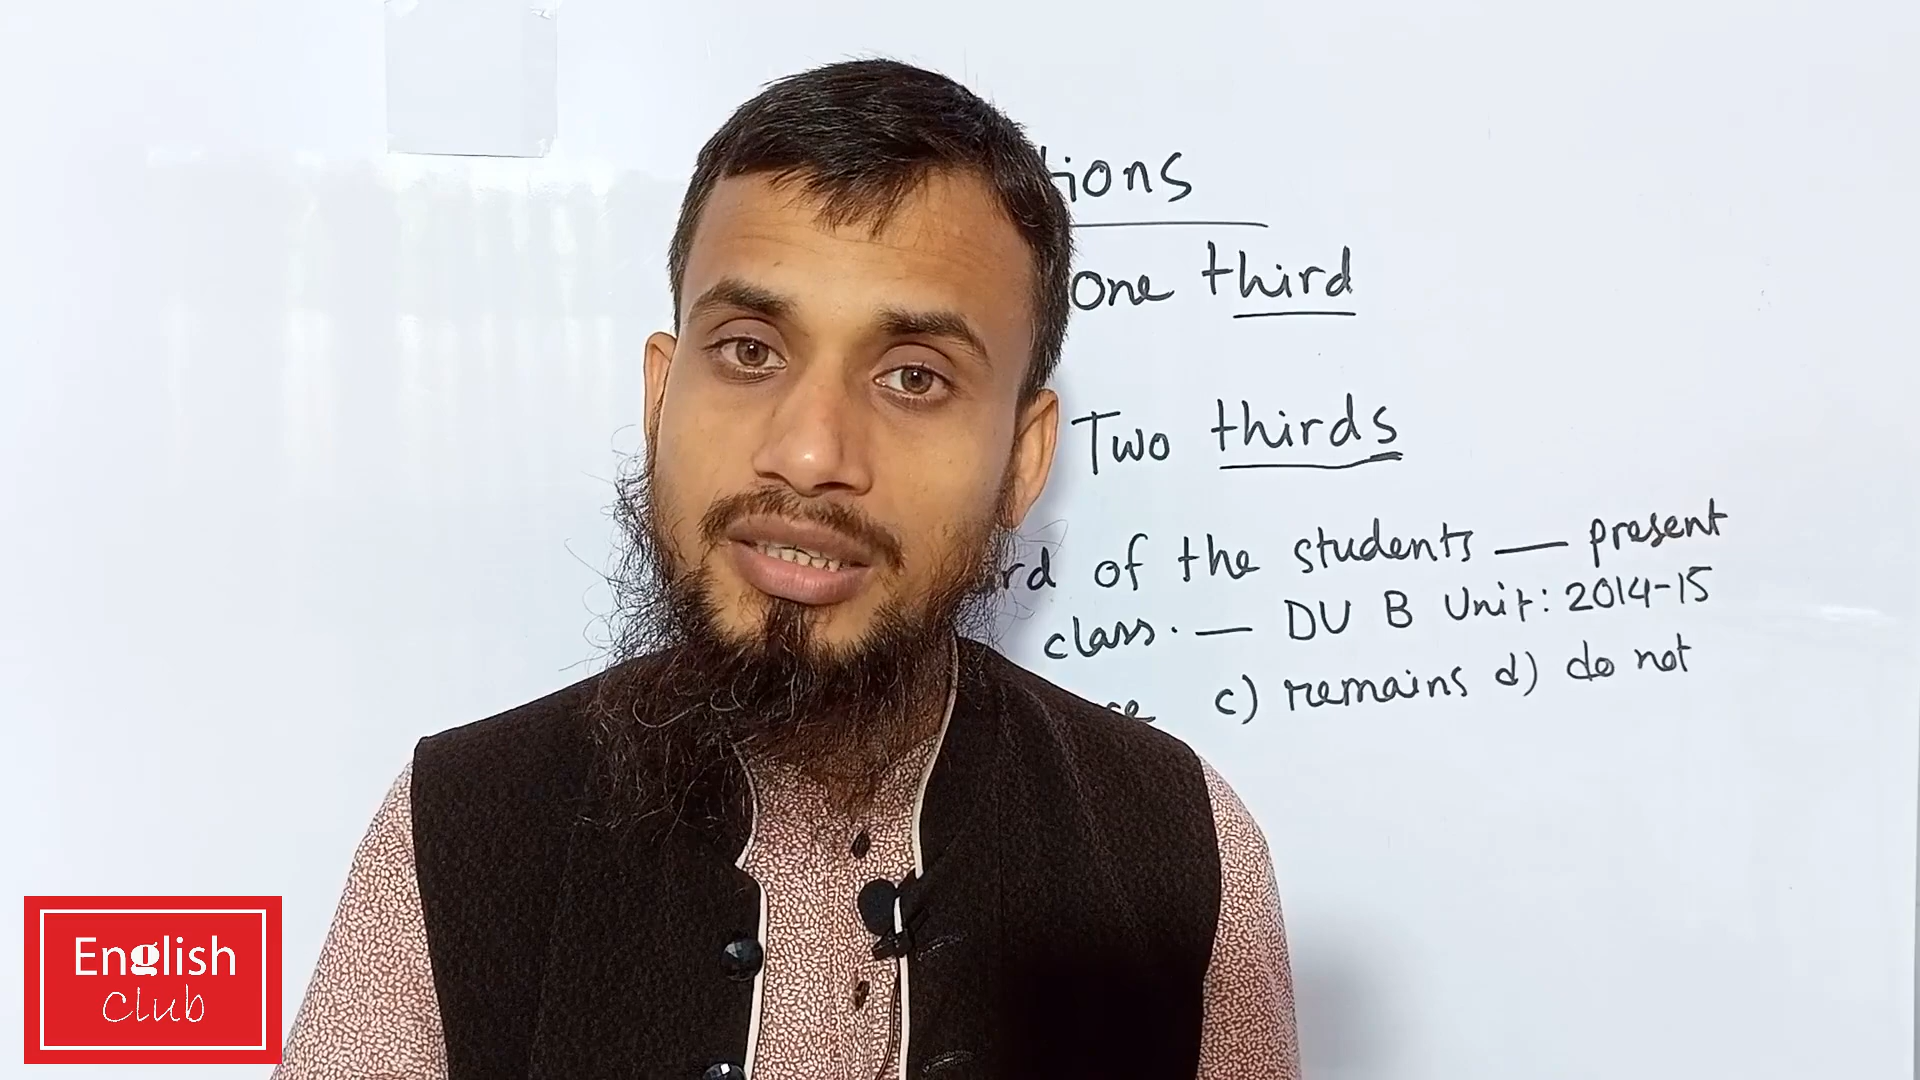 tions
One third
Two thirds
rd of the students — present
class. — DU B Unit: 2014-15
c) remains d) do not
English
Club